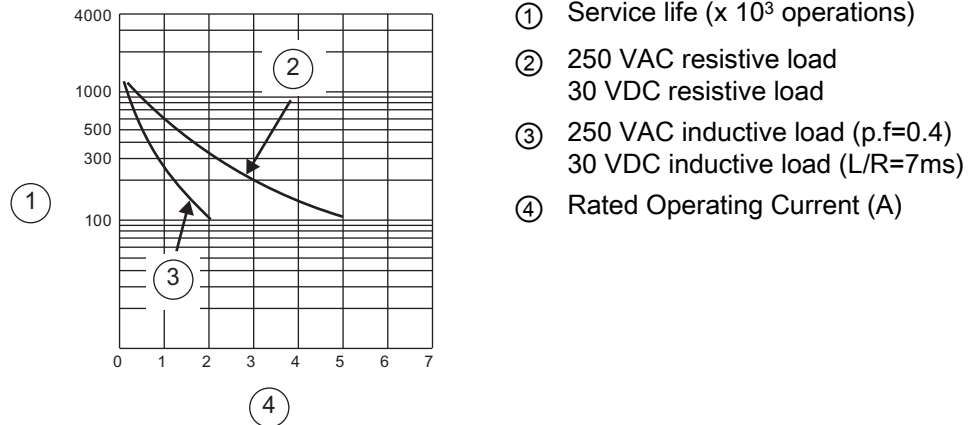 4000
1000
500
300
100
0 1 2 3 4 5 6 7
1
2
3
4
① Service life (x 10³ operations)
② 250 VAC resistive load
30 VDC resistive load
③ 250 VAC inductive load (p.f=0.4)
30 VDC inductive load (L/R=7ms)
④ Rated Operating Current (A)